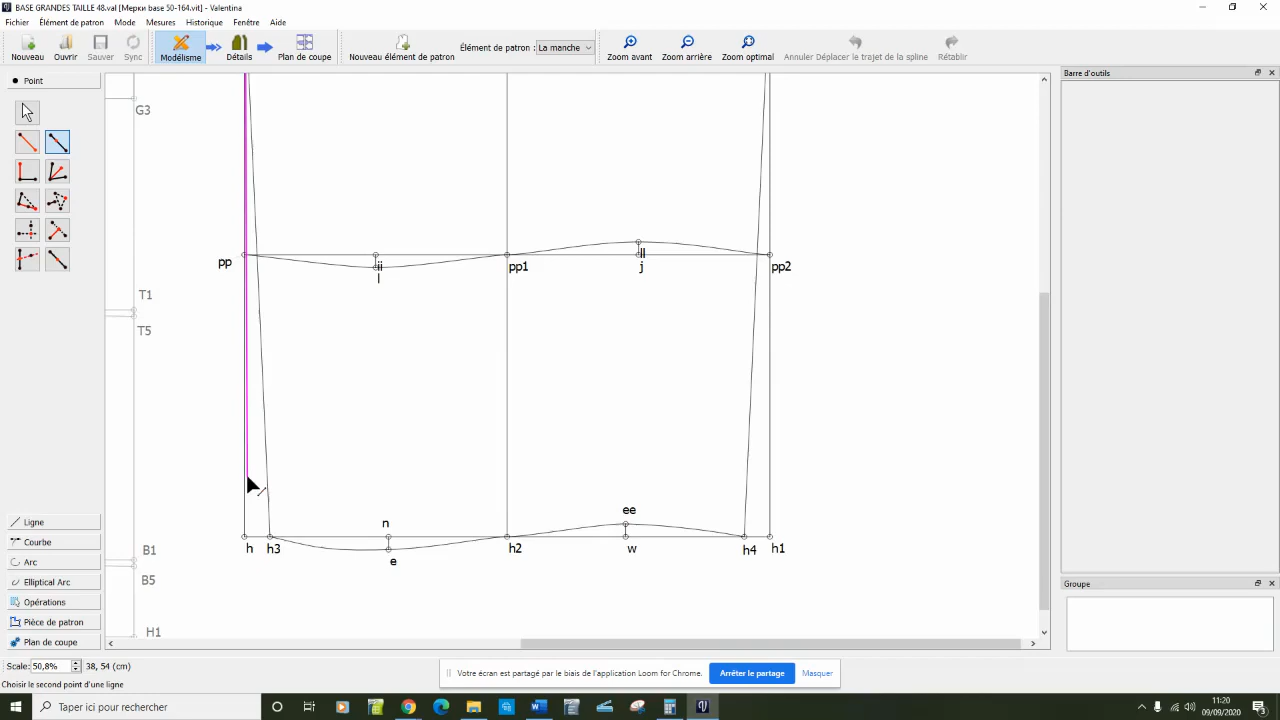 BASE GRANDES TAILLE 48.val [Мерки base 50-164.vit] - Valentina
Fichier Élément de patron Mode Mesures Historique Fenêtre Aide
Nouveau Ouvrir Sauver Sync Modélisme Détails Plan de coupe Nouveau élément de patron Élément de patron: La manche Zoom avant Zoom arrière Zoom optimal Annuler Déplacer le trajet de la spline Rétablir
Point
Barre d'outils
G3
pp
ii
l
pp1
ll
j
pp2
T1
T5
n
ee
h
h3
e
h2
w
h4
h1
B1
B5
H1
Ligne
Courbe
Arc
Elliptical Arc
Opérations
Pièce de patron
Plan de coupe
Groupe
Scale: 50,8% 38, 54 (cm)
Choisir le second point d'une ligne
Votre écran est partagé par le biais de l'application Loom for Chrome. Arrêter le partage Masquer
Taper ici pour rechercher
11:20
09/09/2020
3